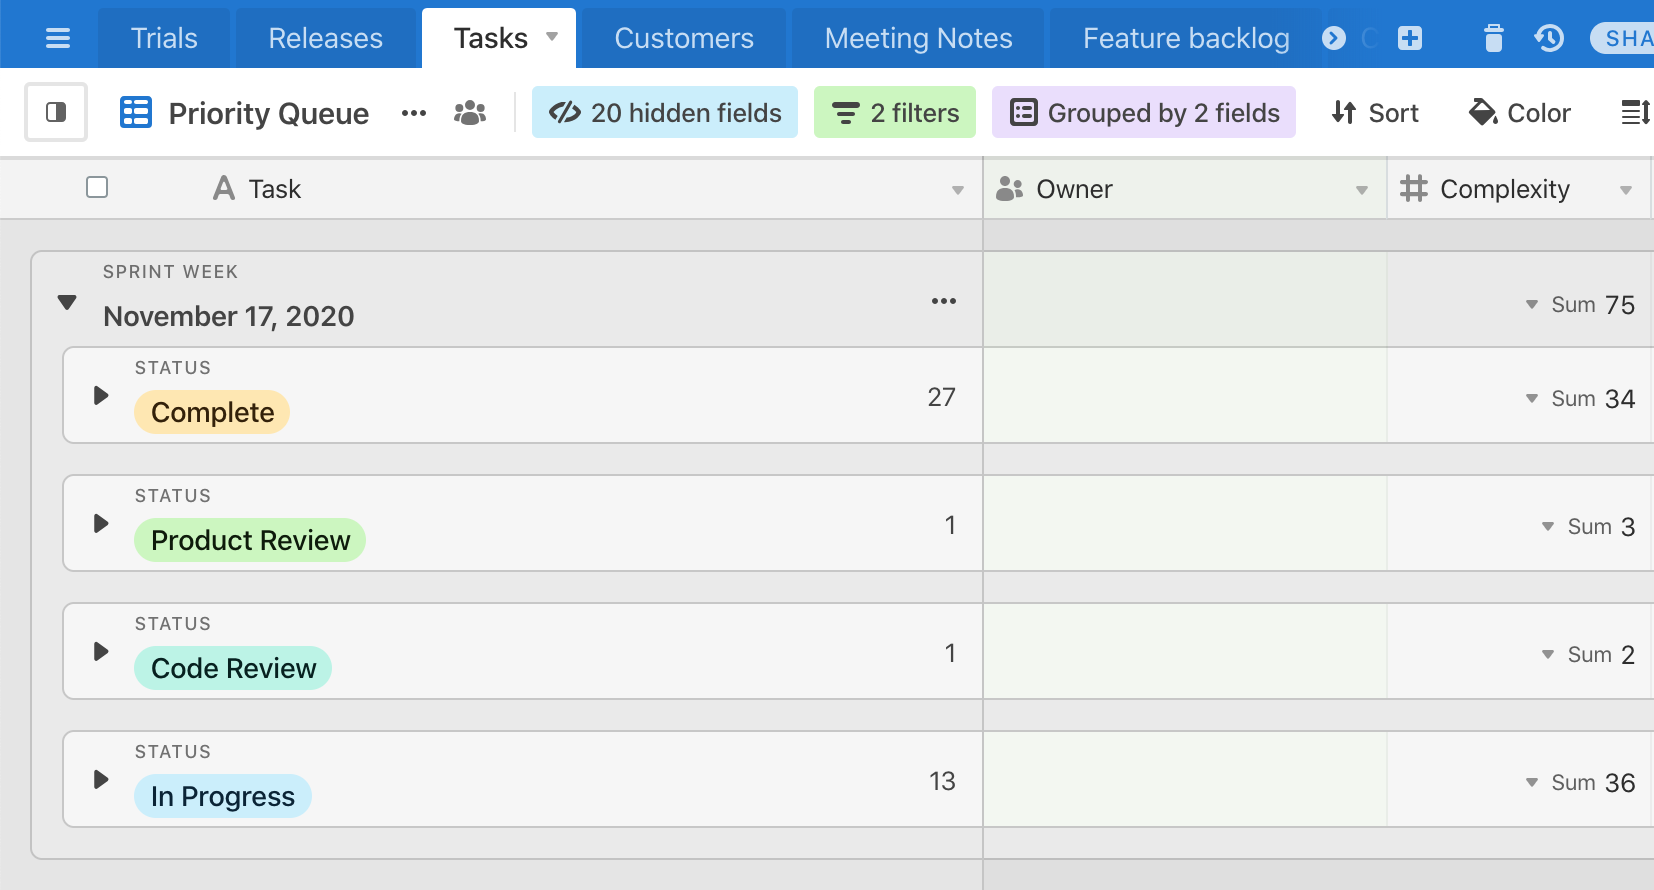 Trials Releases Tasks Customers Meeting Notes Feature backlog SHA
Priority Queue 20 hidden fields 2 filters Grouped by 2 fields Sort Color
Task Owner Complexity
SPRINT WEEK
November 17, 2020 Sum 75
STATUS
Complete 27 Sum 34
STATUS
Product Review 1 Sum 3
STATUS
Code Review 1 Sum 2
STATUS
In Progress 13 Sum 36